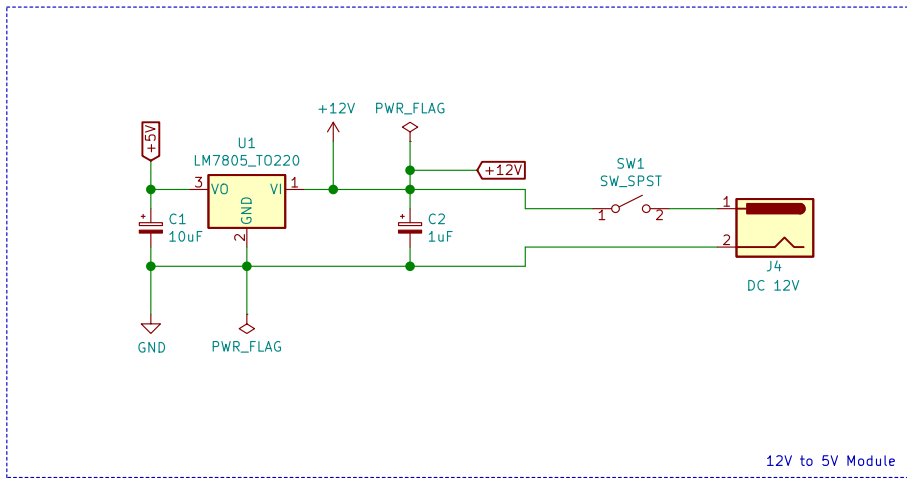 +12V
PWR_FLAG
+5V
U1
LM7805_TO220
+12V
SW1
SW_SPST
3
VO
VI
1
GND
2
+
C1
10uF
+
C2
1uF
1
2
1
2
J4
DC 12V
GND
PWR_FLAG
12V to 5V Module